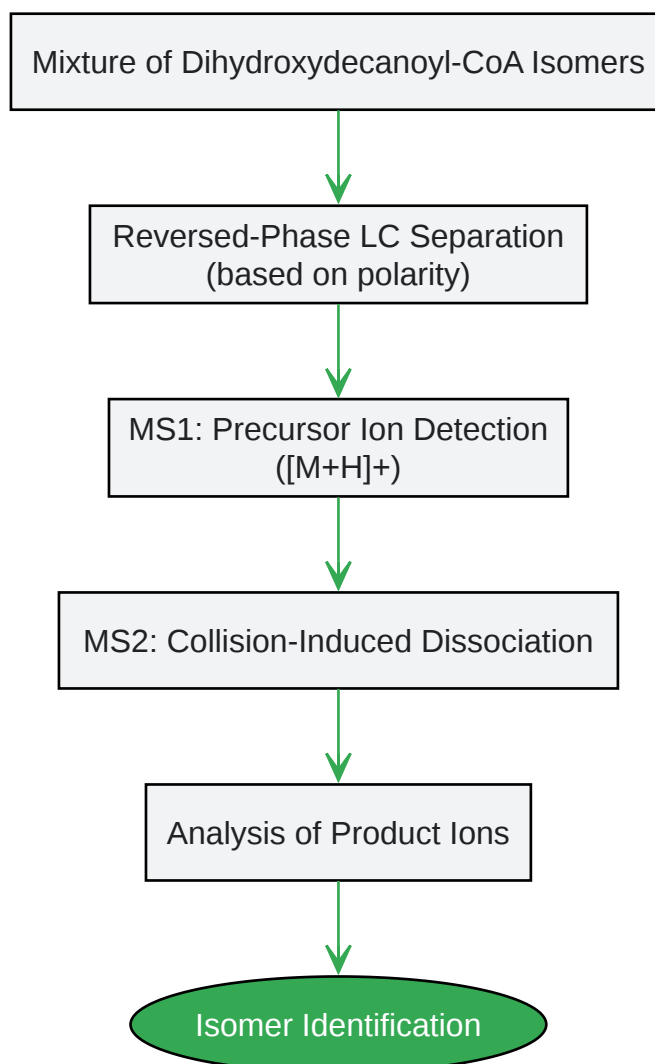 Mixture of Dihydroxydecanoyl-CoA Isomers
Reversed-Phase LC Separation
(based on polarity)
MS1: Precursor Ion Detection
([M+H]+)
MS2: Collision-Induced Dissociation
Analysis of Product Ions
Isomer Identification